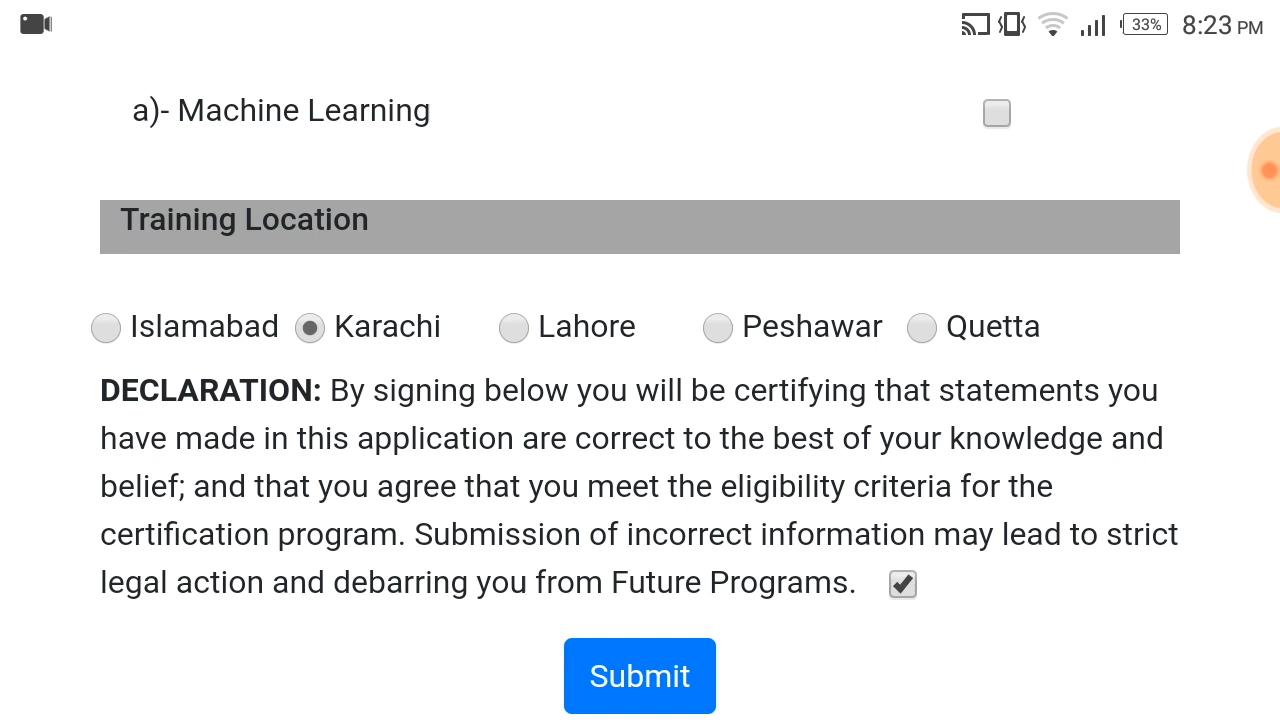 33% 8:23 PM
a)- Machine Learning
Training Location
Islamabad Karachi Lahore Peshawar Quetta
DECLARATION: By signing below you will be certifying that statements you
have made in this application are correct to the best of your knowledge and
belief; and that you agree that you meet the eligibility criteria for the
certification program. Submission of incorrect information may lead to strict
legal action and debarring you from Future Programs.
Submit